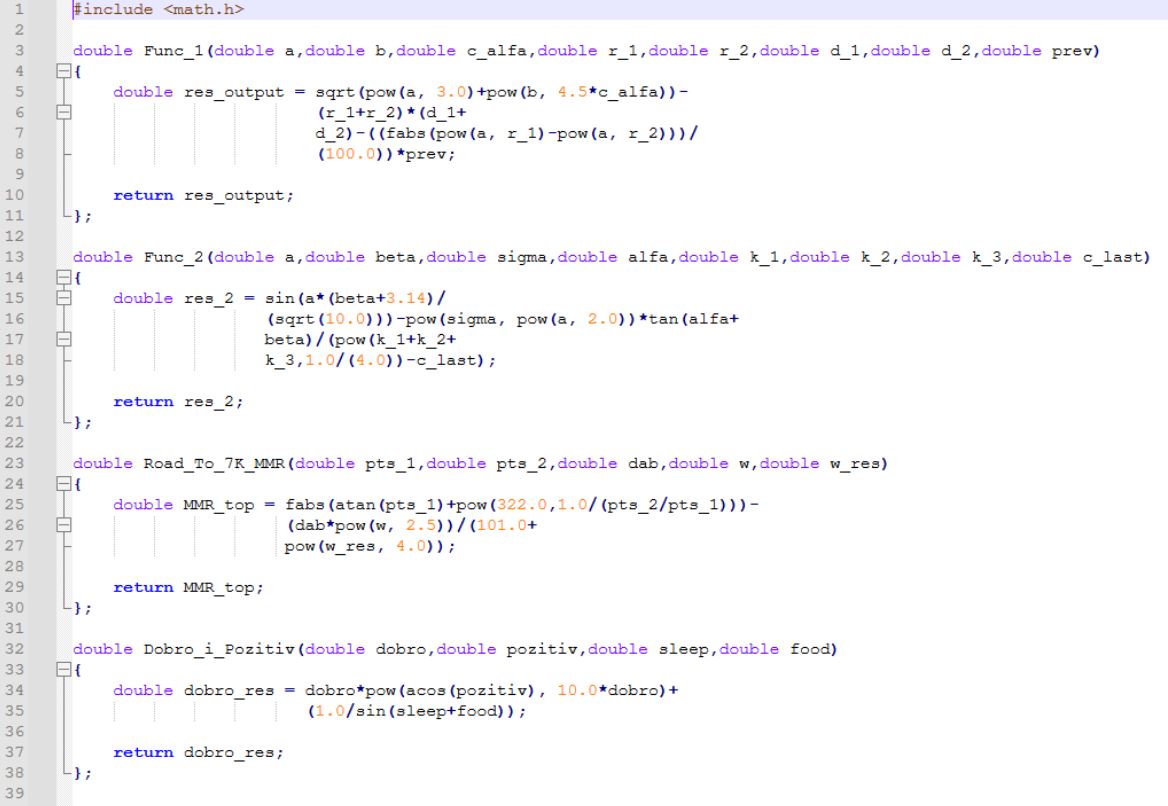 1 #include <math.h>
2
3 double Func_1(double a,double b,double c_alfa,double r_1,double r_2,double d_1,double d_2,double prev)
4 {
5 double res_output = sqrt(pow(a, 3.0)+pow(b, 4.5*c_alfa))-
6 (r_1+r_2)*(d_1+
7 d_2)-((fabs(pow(a, r_1)-pow(a, r_2)))/
8 (100.0))*prev;
9
10 return res_output;
11 };
12
13 double Func_2(double a,double beta,double sigma,double alfa,double k_1,double k_2,double k_3,double c_last)
14 {
15 double res_2 = sin(a*(beta+3.14)/
16 (sqrt(10.0)))-pow(sigma, pow(a, 2.0))*tan(alfa+
17 beta)/(pow(k_1+k_2+
18 k_3,1.0/(4.0))-c_last);
19
20 return res_2;
21 };
22
23 double Road_To_7K_MMR(double pts_1,double pts_2,double dab,double w,double w_res)
24 {
25 double MMR_top = fabs(atan(pts_1)+pow(322.0,1.0/(pts_2/pts_1)))-
26 (dab*pow(w, 2.5))/(101.0+
27 pow(w_res, 4.0));
28
29 return MMR_top;
30 };
31
32 double Dobro_i_Pozitiv(double dobro,double pozitiv,double sleep,double food)
33 {
34 double dobro_res = dobro*pow(acos(pozitiv), 10.0*dobro)+
35 (1.0/sin(sleep+food));
36
37 return dobro_res;
38 };
39